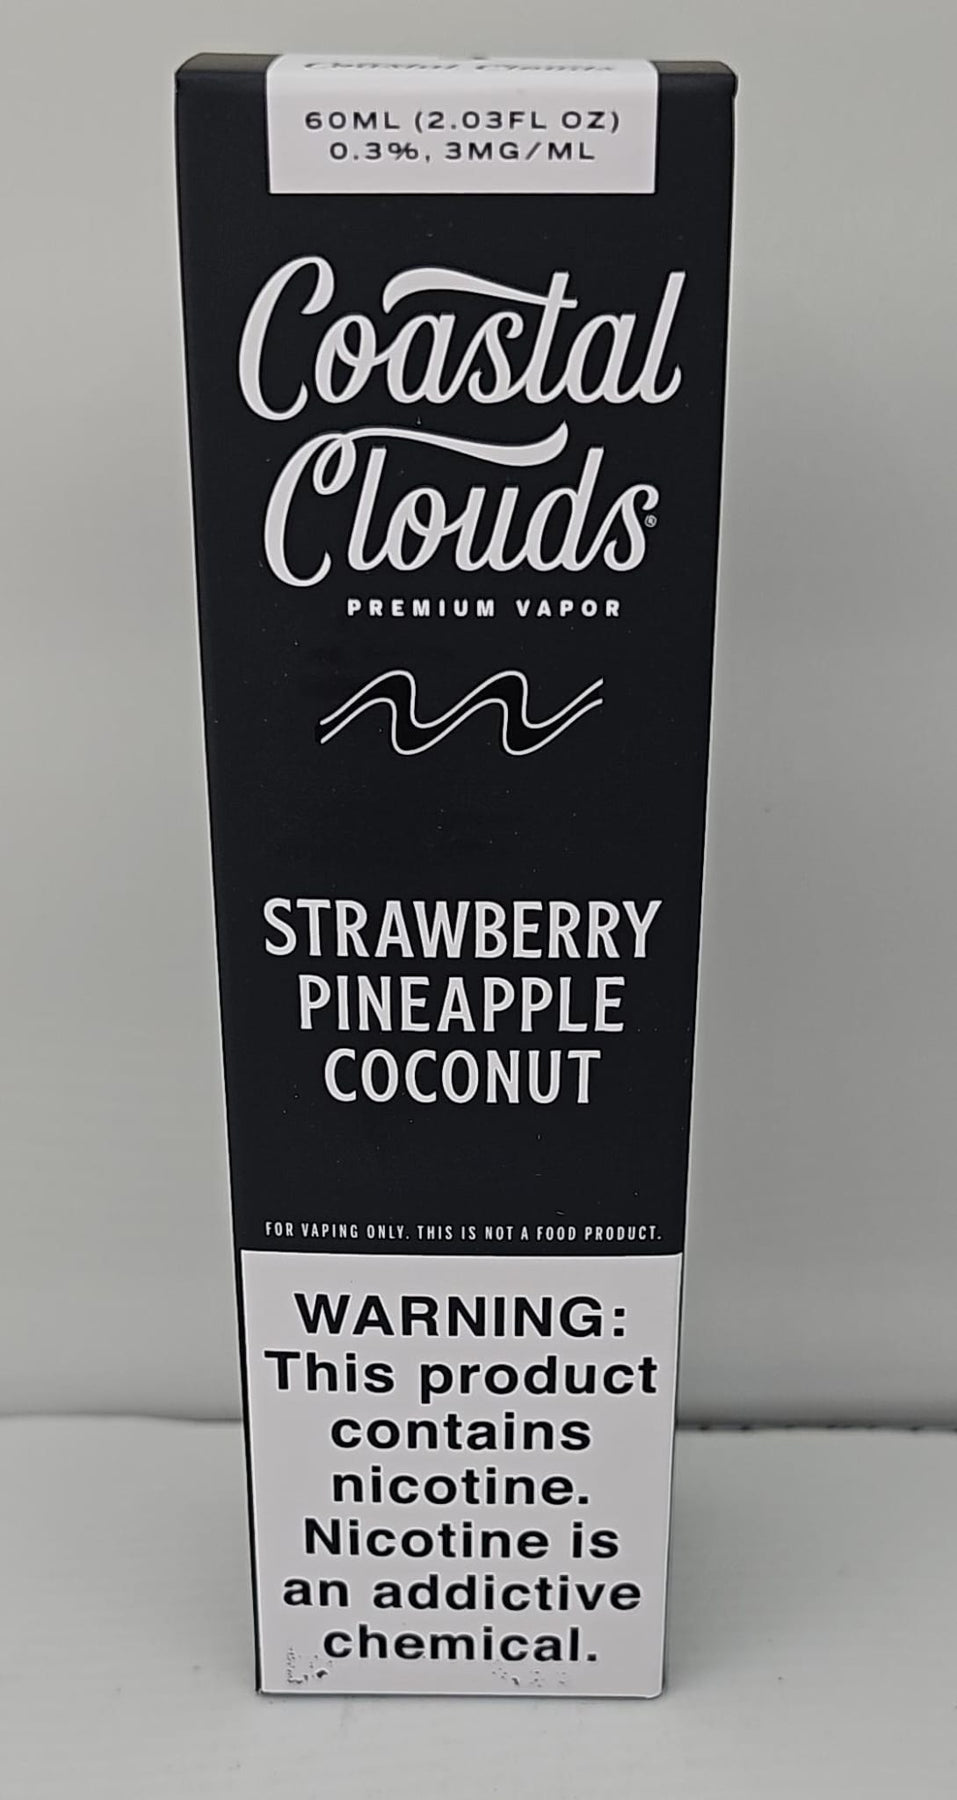 60ML (2.03FL OZ)
0.3%, 3MG/ML
Coastal
Clouds®
PREMIUM VAPOR
STRAWBERRY
PINEAPPLE
COCONUT
FOR VAPING ONLY. THIS IS NOT A FOOD PRODUCT.
WARNING:
This product
contains
nicotine.
Nicotine is
an addictive
chemical.